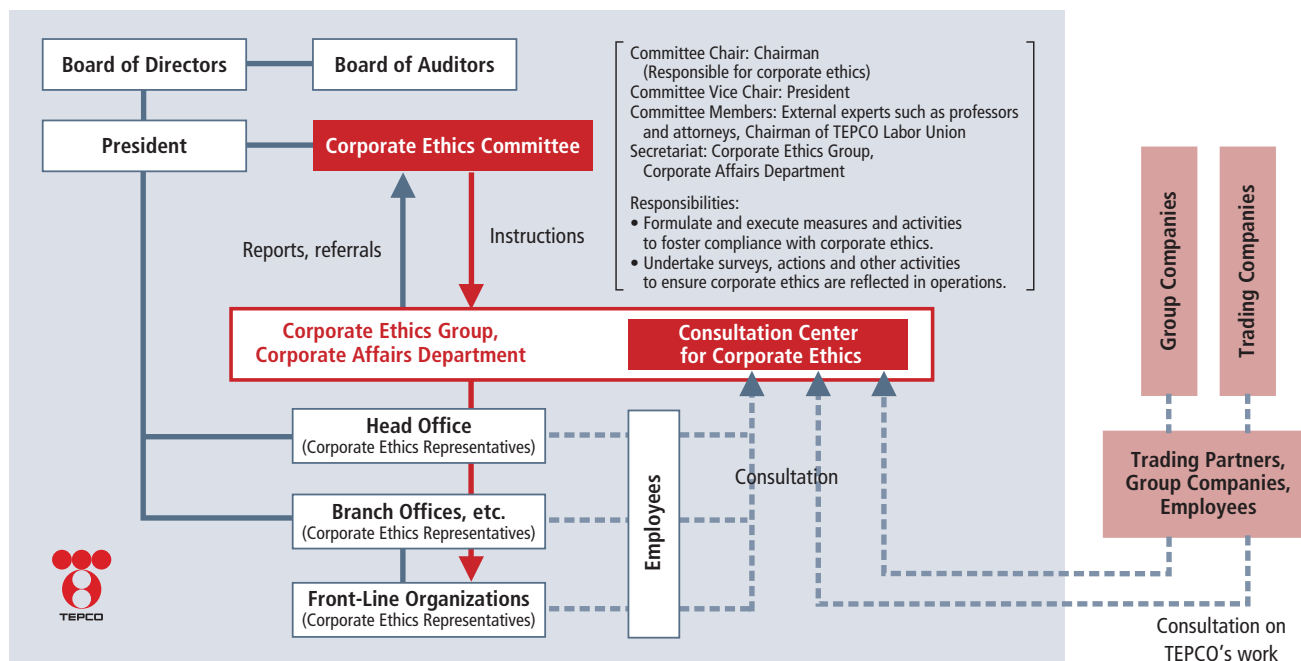 Board of Directors
Board of Auditors
President
Corporate Ethics Committee
Committee Chair: Chairman
(Responsible for corporate ethics)
Committee Vice Chair: President
Committee Members: External experts such as professors
and attorneys, Chairman of TEPCO Labor Union
Secretariat: Corporate Ethics Group,
Corporate Affairs Department
Responsibilities:
• Formulate and execute measures and activities
to foster compliance with corporate ethics.
• Undertake surveys, actions and other activities
to ensure corporate ethics are reflected in operations.
Reports, referrals
Instructions
Corporate Ethics Group,
Corporate Affairs Department
Consultation Center
for Corporate Ethics
Head Office
(Corporate Ethics Representatives)
Branch Offices, etc.
(Corporate Ethics Representatives)
Front-Line Organizations
(Corporate Ethics Representatives)
Employees
Consultation
Group Companies
Trading Companies
Trading Partners,
Group Companies,
Employees
Consultation on
TEPCO's work
TEPCO